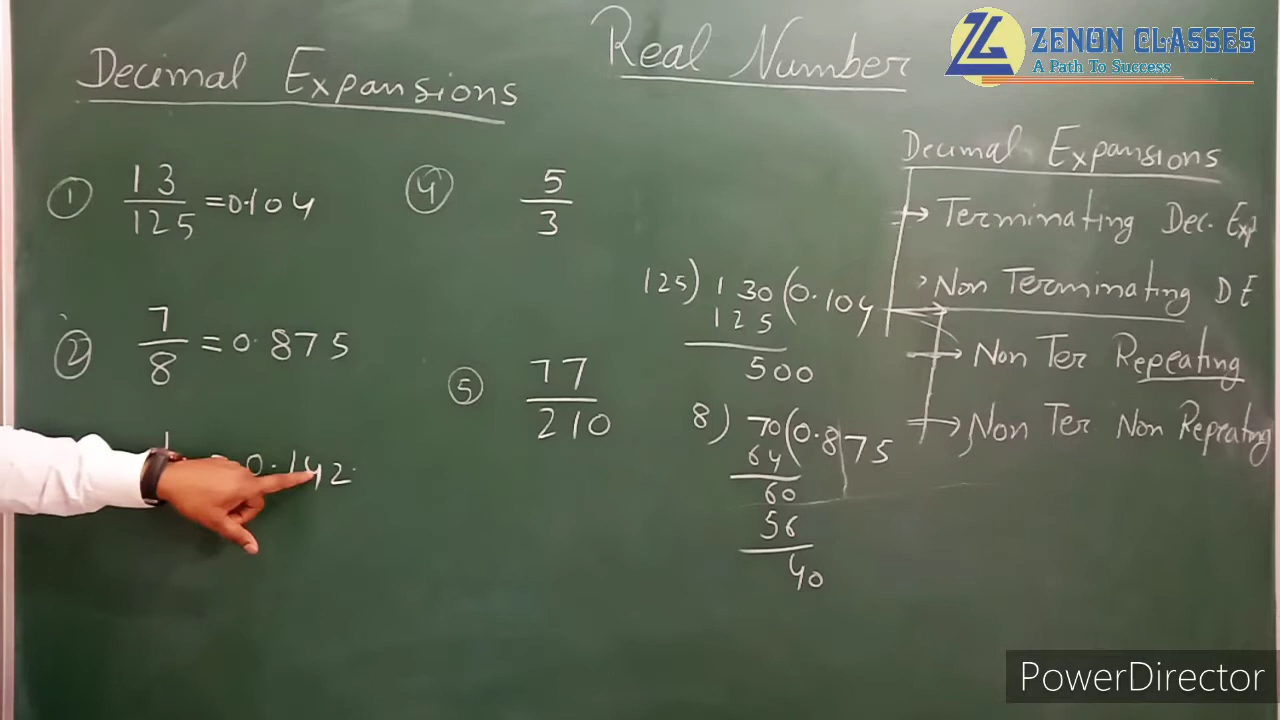 Real Number
ZENON CLASSES
A Path To Success
Decimal Expansions
① 13/125 = 0.104
② 7/8 = 0.875
1
0.142..
④ 5/3
⑤ 77/210
125) 130 (0.104
125
500
8) 70 (0.875
64
60
56
40
Decimal Expansions
→ Terminating Dec. Exp
→ Non Terminating DE
→ Non Ter Repeating
→ Non Ter Non Repeating
PowerDirector